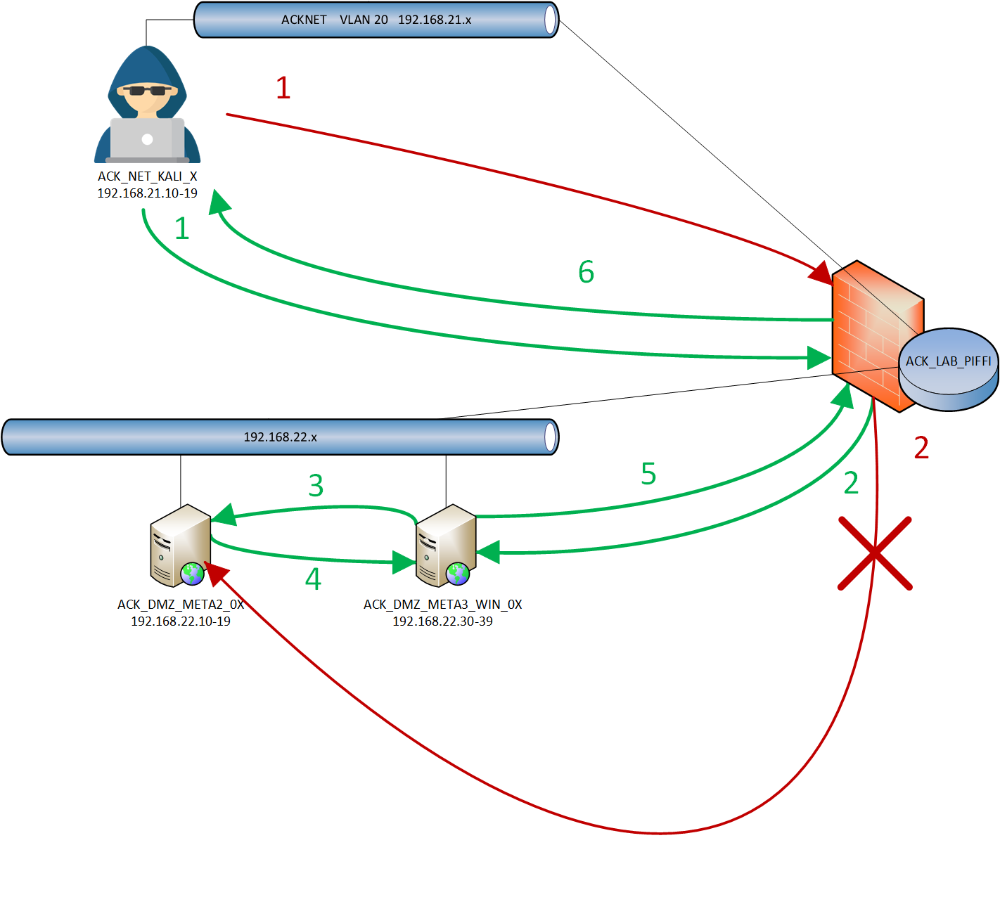 ACKNET VLAN 20 192.168.21.x
1
ACK_NET_KALI_X
192.168.21.10-19
1
6
ACK_LAB_PIFFI
192.168.22.x
2
5
2
3
4
ACK_DMZ_META2_0X
192.168.22.10-19
ACK_DMZ_META3_WIN_0X
192.168.22.30-39